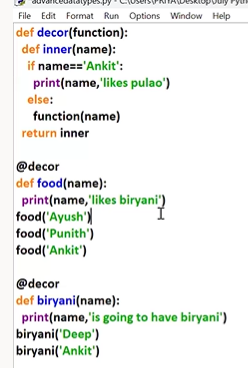 advancedatatypes.py - C:\Users\PRIYA\Desktop\July Pyth
File Edit Format Run Options Window Help
def decor(function):
  def inner(name):
    if name=='Ankit':
      print(name,'likes pulao')
    else:
      function(name)
  return inner

@decor
def food(name):
  print(name,'likes biryani')
food('Ayush')
food('Punith')
food('Ankit')

@decor
def biryani(name):
  print(name,'is going to have biryani')
biryani('Deep')
biryani('Ankit')